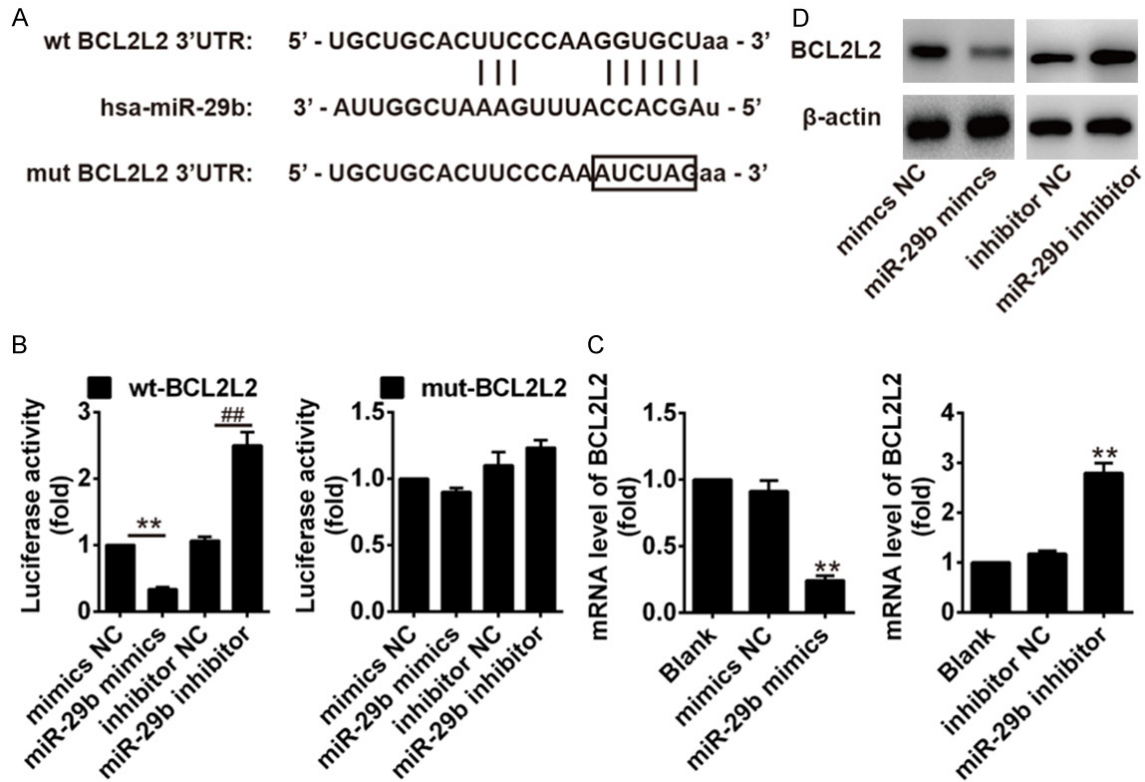 A
wt BCL2L2 3’UTR: 5’ - UGCUGCACUUCCCAAGGUGCUaa - 3’
hsa-miR-29b: 3’ - AUUGGCUAAAGUUUACCACGAu - 5’
mut BCL2L2 3’UTR: 5’ - UGCUGCACUUCCCAAAUCUAGaa - 3’
D
BCL2L2
β-actin
mimcs NC
miR-29b mimcs
inhibitor NC
miR-29b inhibitor
B
wt-BCL2L2
Luciferase activity
(fold)
3
2
1
0
**
##
mimics NC
miR-29b mimics
inhibitor NC
miR-29b inhibitor
mut-BCL2L2
Luciferase activity
(fold)
1.5
1.0
0.5
0.0
mimics NC
miR-29b mimics
inhibitor NC
miR-29b inhibitor
C
mRNA level of BCL2L2
(fold)
1.5
1.0
0.5
0.0
**
Blank
mimics NC
miR-29b mimics
mRNA level of BCL2L2
(fold)
4
3
2
1
0
**
Blank
inhibitor NC
miR-29b inhibitor